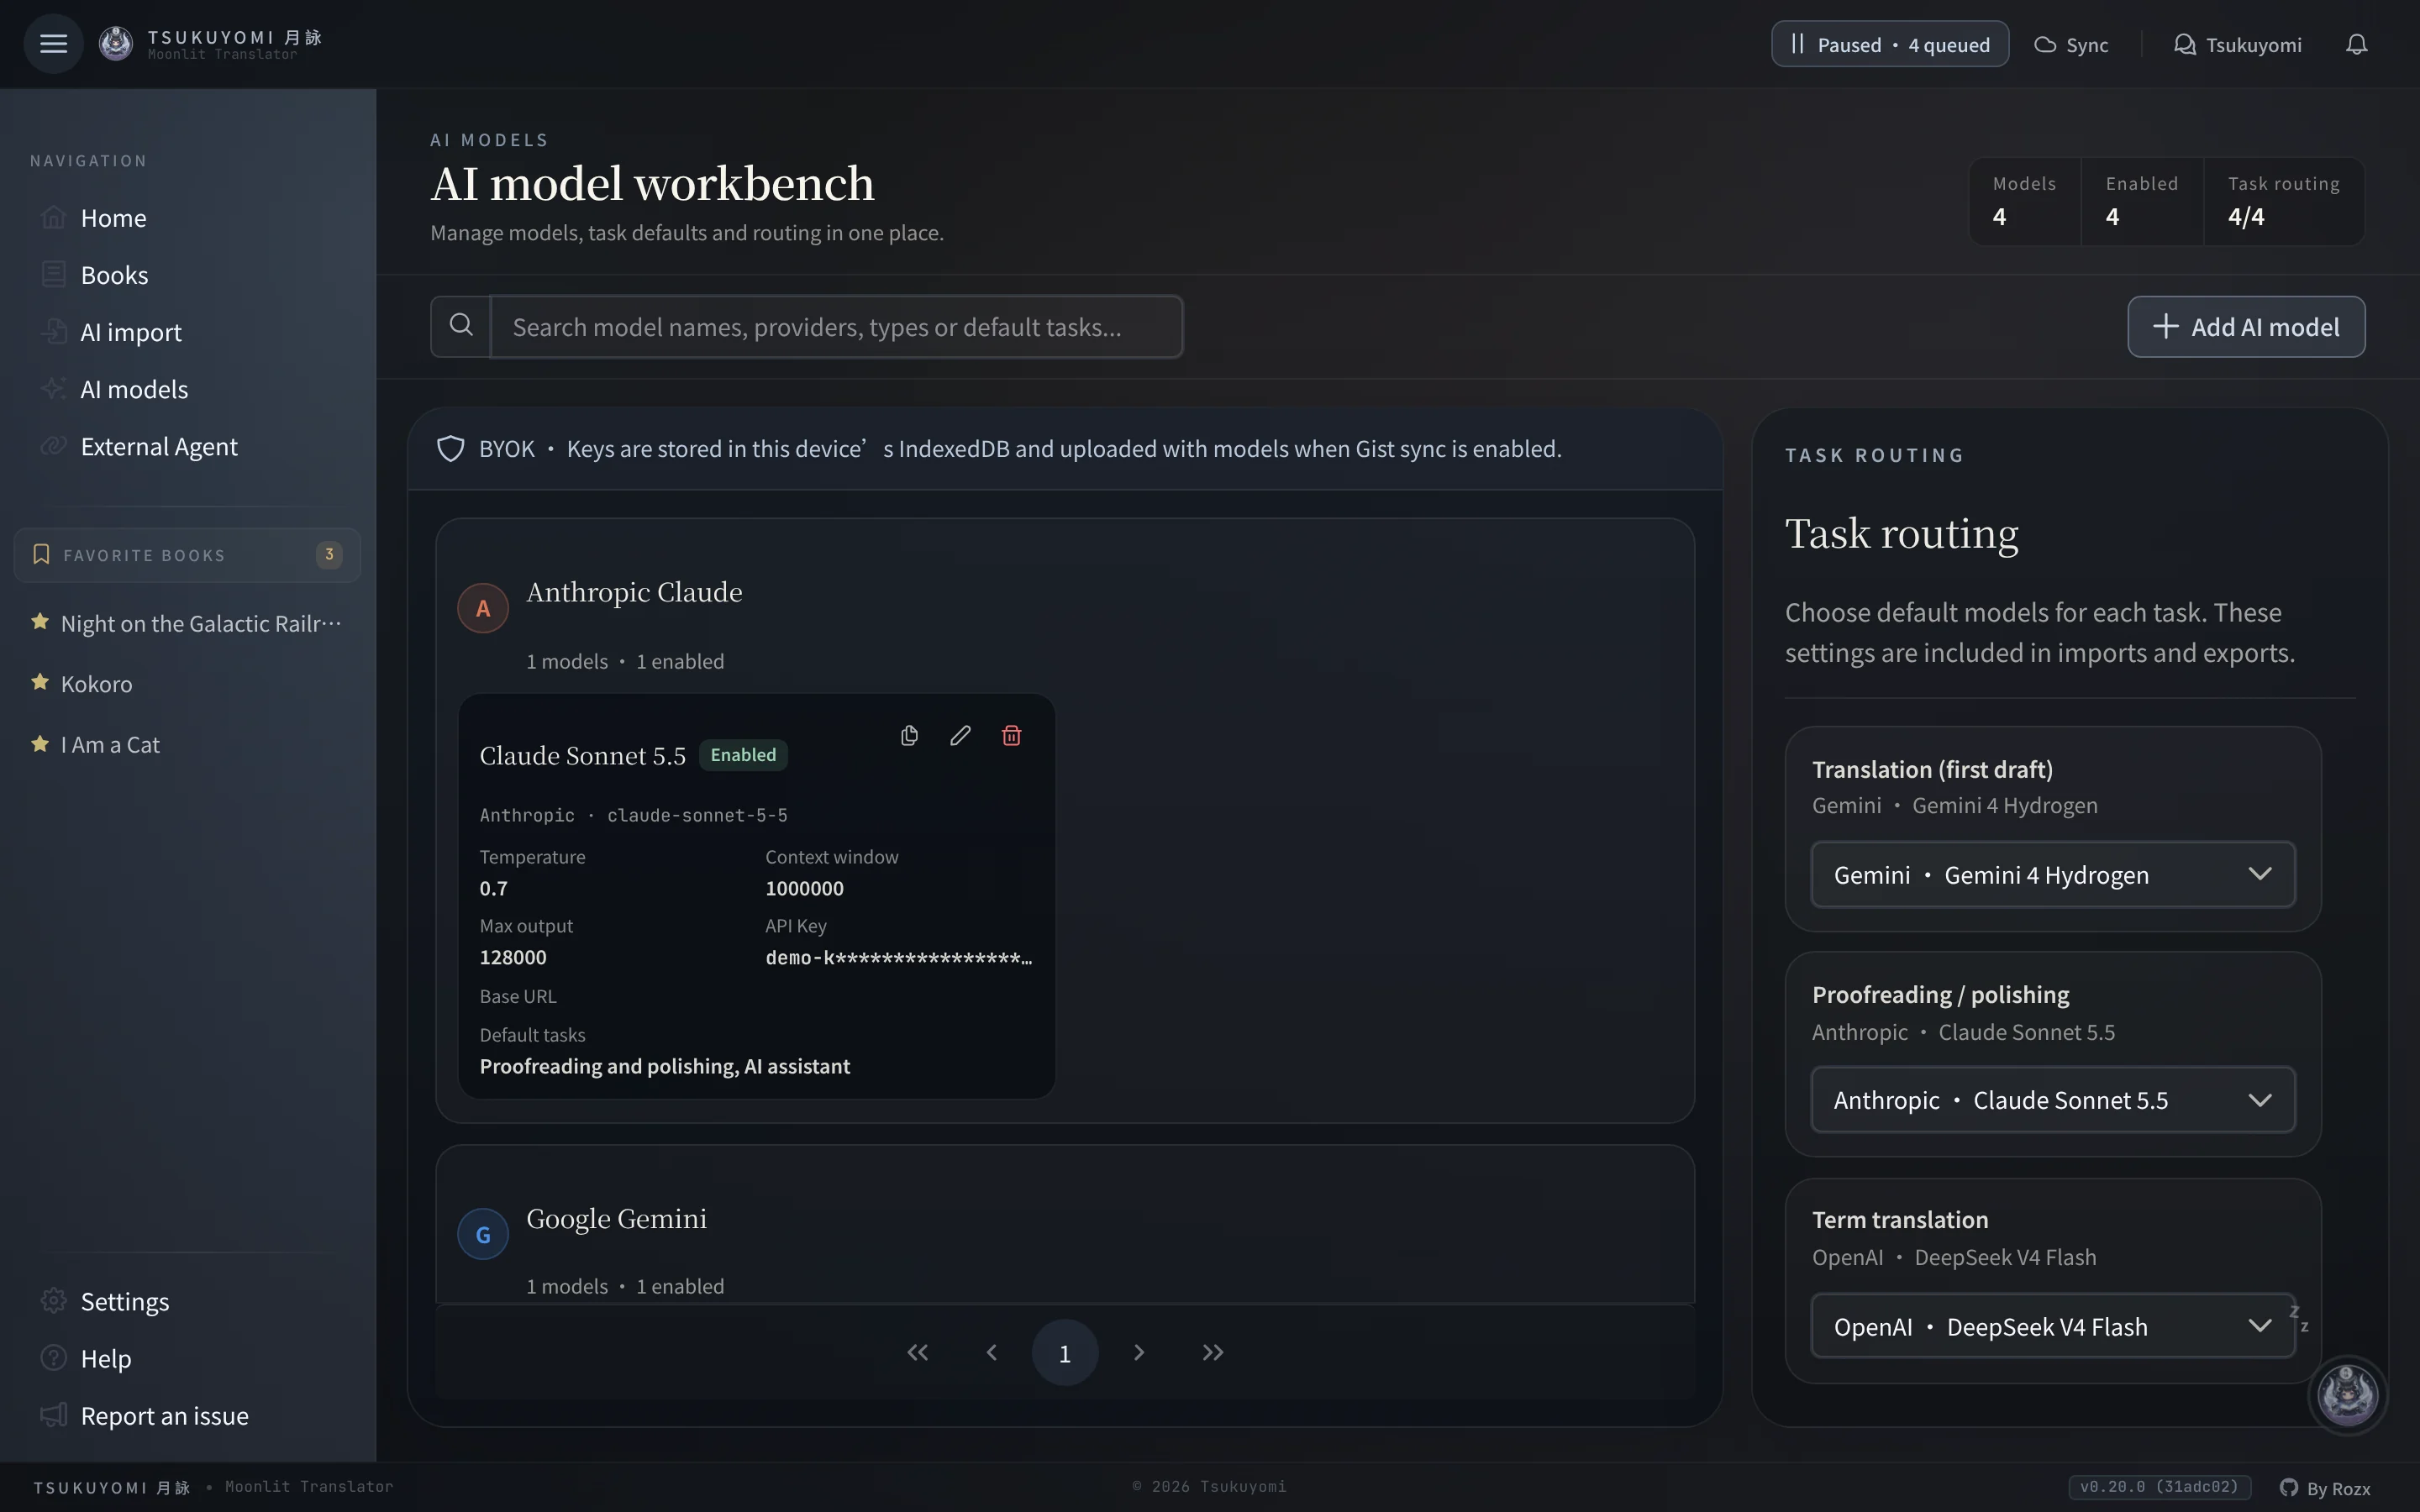 TSUKUYOMI 月詠
Moonlit Translator
Paused • 4 queued
Sync
Tsukuyomi
NAVIGATION
Home
Books
AI import
AI models
External Agent
FAVORITE BOOKS
3
Night on the Galactic Railr…
Kokoro
I Am a Cat
Settings
Help
Report an issue
AI MODELS
AI model workbench
Manage models, task defaults and routing in one place.
Models
4
Enabled
4
Task routing
4/4
Search model names, providers, types or default tasks...
Add AI model
BYOK • Keys are stored in this device’s IndexedDB and uploaded with models when Gist sync is enabled.
A
Anthropic Claude
1 models • 1 enabled
Claude Sonnet 5.5
Enabled
Anthropic · claude-sonnet-5-5
Temperature
0.7
Context window
1000000
Max output
128000
API Key
demo-k****************…
Base URL
Default tasks
Proofreading and polishing, AI assistant
G
Google Gemini
1 models • 1 enabled
1
TASK ROUTING
Task routing
Choose default models for each task. These
settings are included in imports and exports.
Translation (first draft)
Gemini • Gemini 4 Hydrogen
Gemini • Gemini 4 Hydrogen
Proofreading / polishing
Anthropic • Claude Sonnet 5.5
Anthropic • Claude Sonnet 5.5
Term translation
OpenAI • DeepSeek V4 Flash
OpenAI • DeepSeek V4 Flash
z
z
TSUKUYOMI 月詠 • Moonlit Translator
© 2026 Tsukuyomi
v0.20.0 (31adc02)
By Rozx